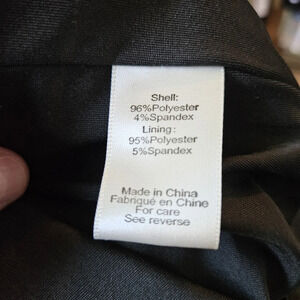 Shell:
96%Polyester
4%Spandex
Lining:
95%Polyester
5%Spandex
Made in China
Fabriqué en Chine
For care
See reverse